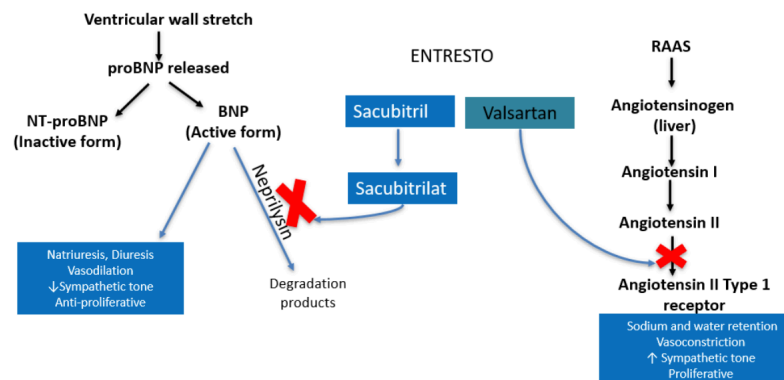 Ventricular wall stretch
proBNP released
NT-proBNP
(Inactive form)
BNP
(Active form)
Neprilysin
Natriuresis, Diuresis
Vasodilation
↓Sympathetic tone
Anti-proliferative
Degradation
products
ENTRESTO
Sacubitril
Valsartan
Sacubitrilat
RAAS
Angiotensinogen
(liver)
Angiotensin I
Angiotensin II
Angiotensin II Type 1
receptor
Sodium and water retention
Vasoconstriction
↑ Sympathetic tone
Proliferative